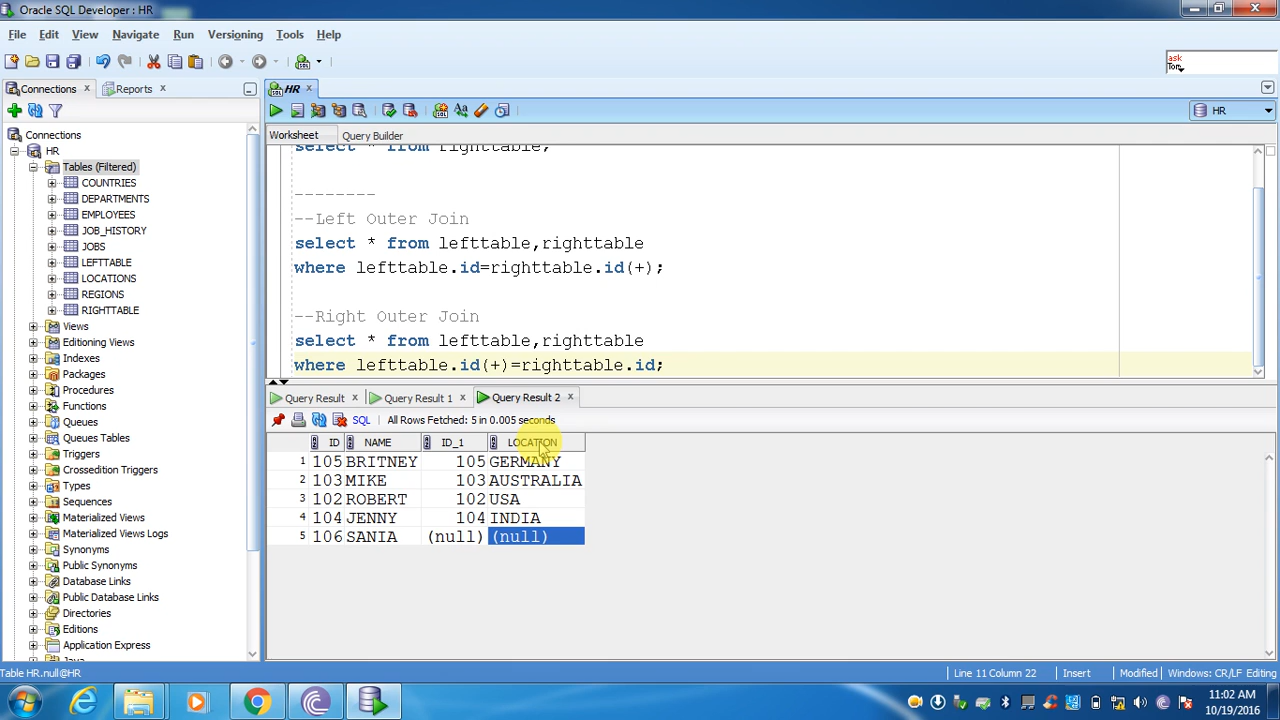 Oracle SQL Developer : HR
File Edit View Navigate Run Versioning Tools Help
ask
Tom
Connections Reports
HR
HR
Worksheet Query Builder
Connections
HR
Tables (Filtered)
COUNTRIES
DEPARTMENTS
EMPLOYEES
JOB_HISTORY
JOBS
LEFTTABLE
LOCATIONS
REGIONS
RIGHTTABLE
Views
Editioning Views
Indexes
Packages
Procedures
Functions
Queues
Queues Tables
Triggers
Crossedition Triggers
Types
Sequences
Materialized Views
Materialized Views Logs
Synonyms
Public Synonyms
Database Links
Public Database Links
Directories
Editions
Application Express
Java
select * from righttable;
--------
--Left Outer Join
select * from lefttable,righttable
where lefttable.id=righttable.id(+);
--Right Outer Join
select * from lefttable,righttable
where lefttable.id(+)=righttable.id;
Query Result Query Result 1 Query Result 2
SQL All Rows Fetched: 5 in 0.005 seconds
ID NAME ID_1 LOCATION
1 105 BRITNEY 105 GERMANY
2 103 MIKE 103 AUSTRALIA
3 102 ROBERT 102 USA
4 104 JENNY 104 INDIA
5 106 SANIA (null) (null)
Table HR.null@HR
Line 11 Column 22 Insert Modified Windows: CR/LF Editing
11:02 AM
10/19/2016